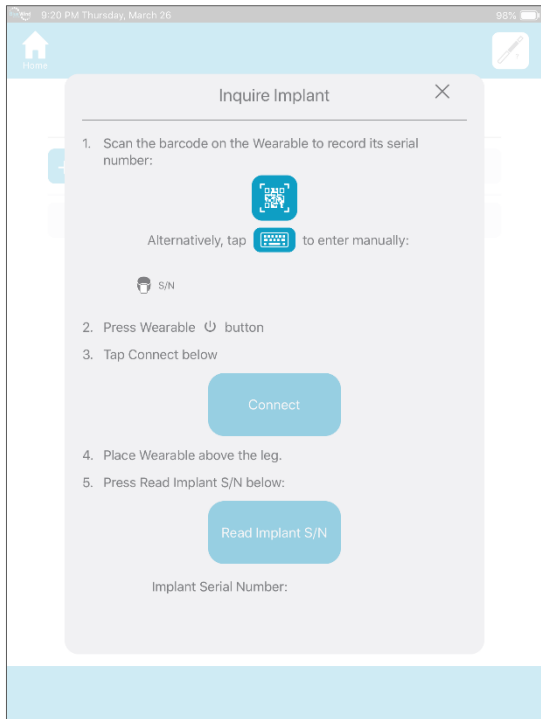 9:20 PM Thursday, March 26
98%
Home
Inquire Implant
1. Scan the barcode on the Wearable to record its serial
number:
Alternatively, tap to enter manually:
S/N
2. Press Wearable button
3. Tap Connect below
Connect
4. Place Wearable above the leg.
5. Press Read Implant S/N below:
Read Implant S/N
Implant Serial Number: